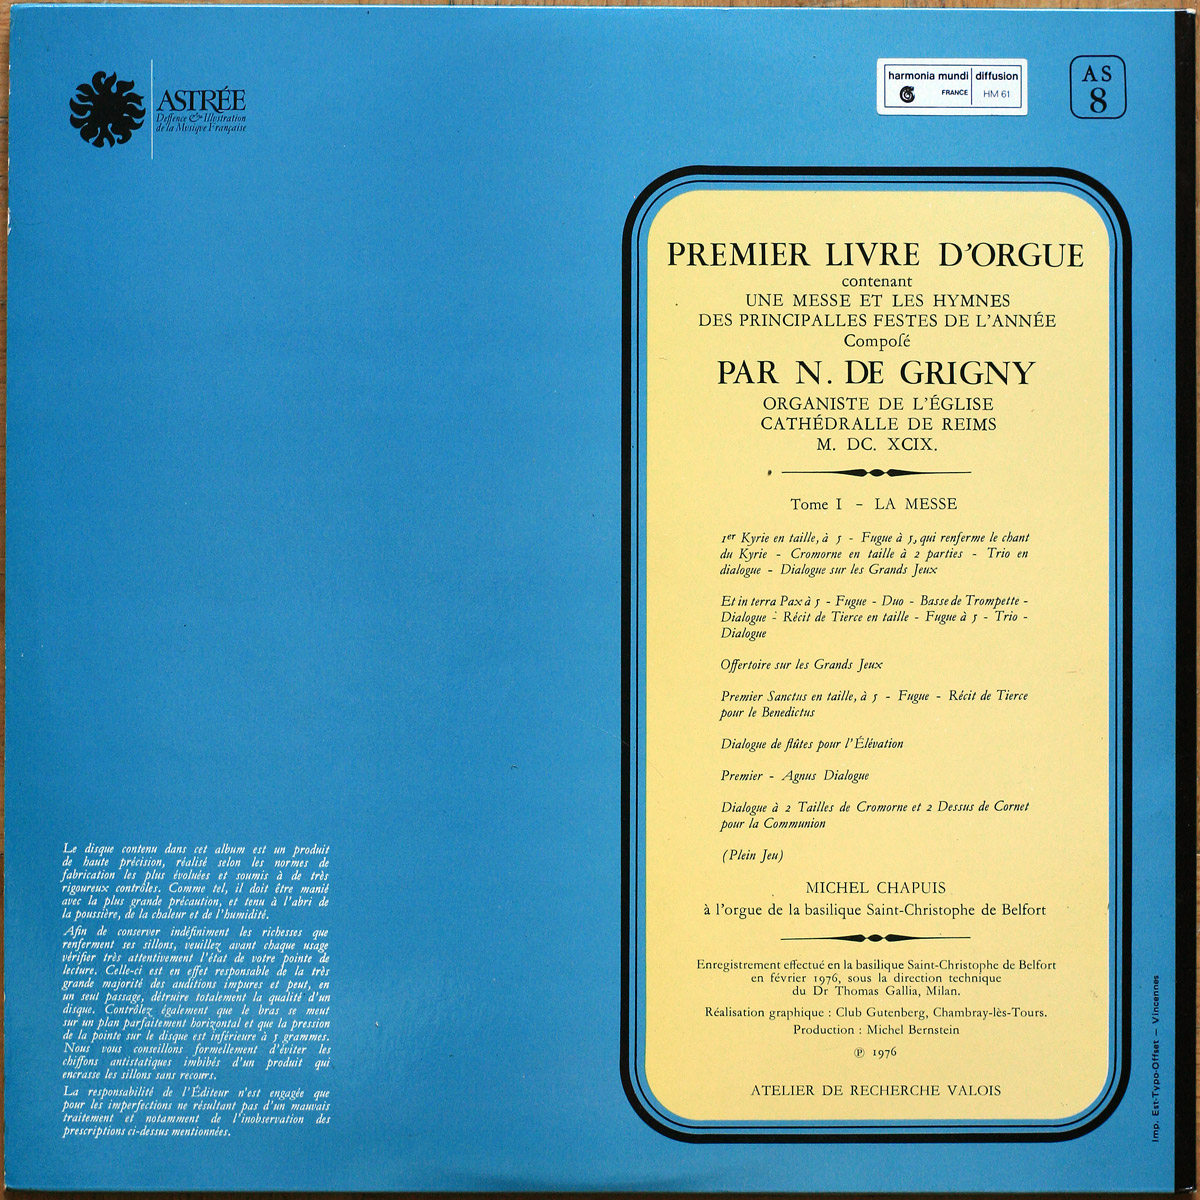 ASTRÉE
Deffence & Illustration
de la Musique Française
harmonia mundi diffusion
FRANCE HM 61
AS
8
PREMIER LIVRE D'ORGUE
contenant
UNE MESSE ET LES HYMNES
DES PRINCIPALLES FESTES DE L'ANNÉE
Compoſé
PAR N. DE GRIGNY
ORGANISTE DE L'ÉGLISE
CATHÉDRALLE DE REIMS
M. DC. XCIX.
Tome I – LA MESSE
1er Kyrie en taille, à 5 - Fugue à 5, qui renferme le chant
du Kyrie - Cromorne en taille à 2 parties - Trio en
dialogue - Dialogue sur les Grands Jeux
Et in terra Pax à 5 - Fugue - Duo - Basse de Trompette -
Dialogue - Récit de Tierce en taille - Fugue à 5 - Trio -
Dialogue
Offertoire sur les Grands Jeux
Premier Sanctus en taille, à 5 - Fugue - Récit de Tierce
pour le Benedictus
Dialogue de flûtes pour l'Élévation
Premier - Agnus Dialogue
Dialogue à 2 Tailles de Cromorne et 2 Dessus de Cornet
pour la Communion
(Plein Jeu)
MICHEL CHAPUIS
à l'orgue de la basilique Saint-Christophe de Belfort
Enregistrement effectué en la basilique Saint-Christophe de Belfort
en février 1976, sous la direction technique
du Dr Thomas Gallia, Milan.
Réalisation graphique : Club Gutenberg, Chambray-lès-Tours.
Production : Michel Bernstein
℗ 1976
ATELIER DE RECHERCHE VALOIS
Le disque contenu dans cet album est un produit
de haute précision, réalisé selon les normes de
fabrication les plus évoluées et soumis à de très
rigoureux contrôles. Comme tel, il doit être manié
avec la plus grande précaution, et tenu à l'abri de
la poussière, de la chaleur et de l'humidité.
Afin de conserver indéfiniment les richesses que
renferment ses sillons, veuillez avant chaque usage
vérifier très attentivement l'état de votre pointe de
lecture. Celle-ci est en effet responsable de la très
grande majorité des auditions impures et peut, en
un seul passage, détruire totalement la qualité d'un
disque. Contrôlez également que le bras se meut
sur un plan parfaitement horizontal et que la pression
de la pointe sur le disque est inférieure à 5 grammes.
Nous vous conseillons formellement d'éviter les
chiffons antistatiques imbibés d'un produit qui
encrasse les sillons sans recours.
La responsabilité de l'Éditeur n'est engagée que
pour les imperfections ne résultant pas d'un mauvais
traitement et notamment de l'inobservation des
prescriptions ci-dessus mentionnées.
Imp. Est-Typo-Offset — Vincennes